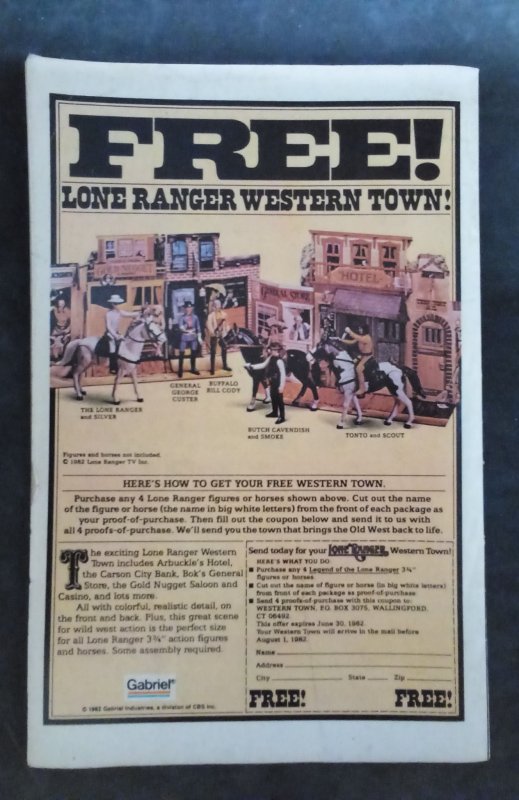 FREE!
LONE RANGER WESTERN TOWN!
GOLD NUGGET
GENERAL STORE
HOTEL
THE LONE RANGER
and SILVER
GENERAL
GEORGE
CUSTER
BUFFALO
BILL CODY
BUTCH CAVENDISH
and SMOKE
TONTO and SCOUT
Figures and horses not included.
© 1982 Lone Ranger TV Inc.
HERE'S HOW TO GET YOUR FREE WESTERN TOWN.
Purchase any 4 Lone Ranger figures or horses shown above. Cut out the name
of the figure or horse (the name in big white letters) from the front of each package as
your proof-of-purchase. Then fill out the coupon below and send it to us with
all 4 proofs-of-purchase. We'll send you the town that brings the Old West back to life.
The exciting Lone Ranger Western
Town includes Arbuckle's Hotel,
the Carson City Bank, Bok's General
Store, the Gold Nugget Saloon and
Casino, and lots more.
All with colorful, realistic detail, on
the front and back. Plus, this great scene
for wild west action is the perfect size
for all Lone Ranger 3¾" action figures
and horses. Some assembly required.
Gabriel®
© 1982 Gabriel Industries, a division of CBS Inc.
Send today for your LONE RANGER Western Town!
HERE'S WHAT YOU DO:
■ Purchase any 4 Legend of the Lone Ranger 3¾"
figures or horses.
■ Cut out the name of figure or horse (in big white letters)
from front of each package as proof-of-purchase.
■ Send 4 proofs-of-purchase with this coupon to:
WESTERN TOWN, P.O. BOX 3075, WALLINGFORD,
CT 06492.
This offer expires June 30, 1982.
Your Western Town will arrive in the mail before
August 1, 1982.
Name
Address
City State Zip
FREE! FREE!